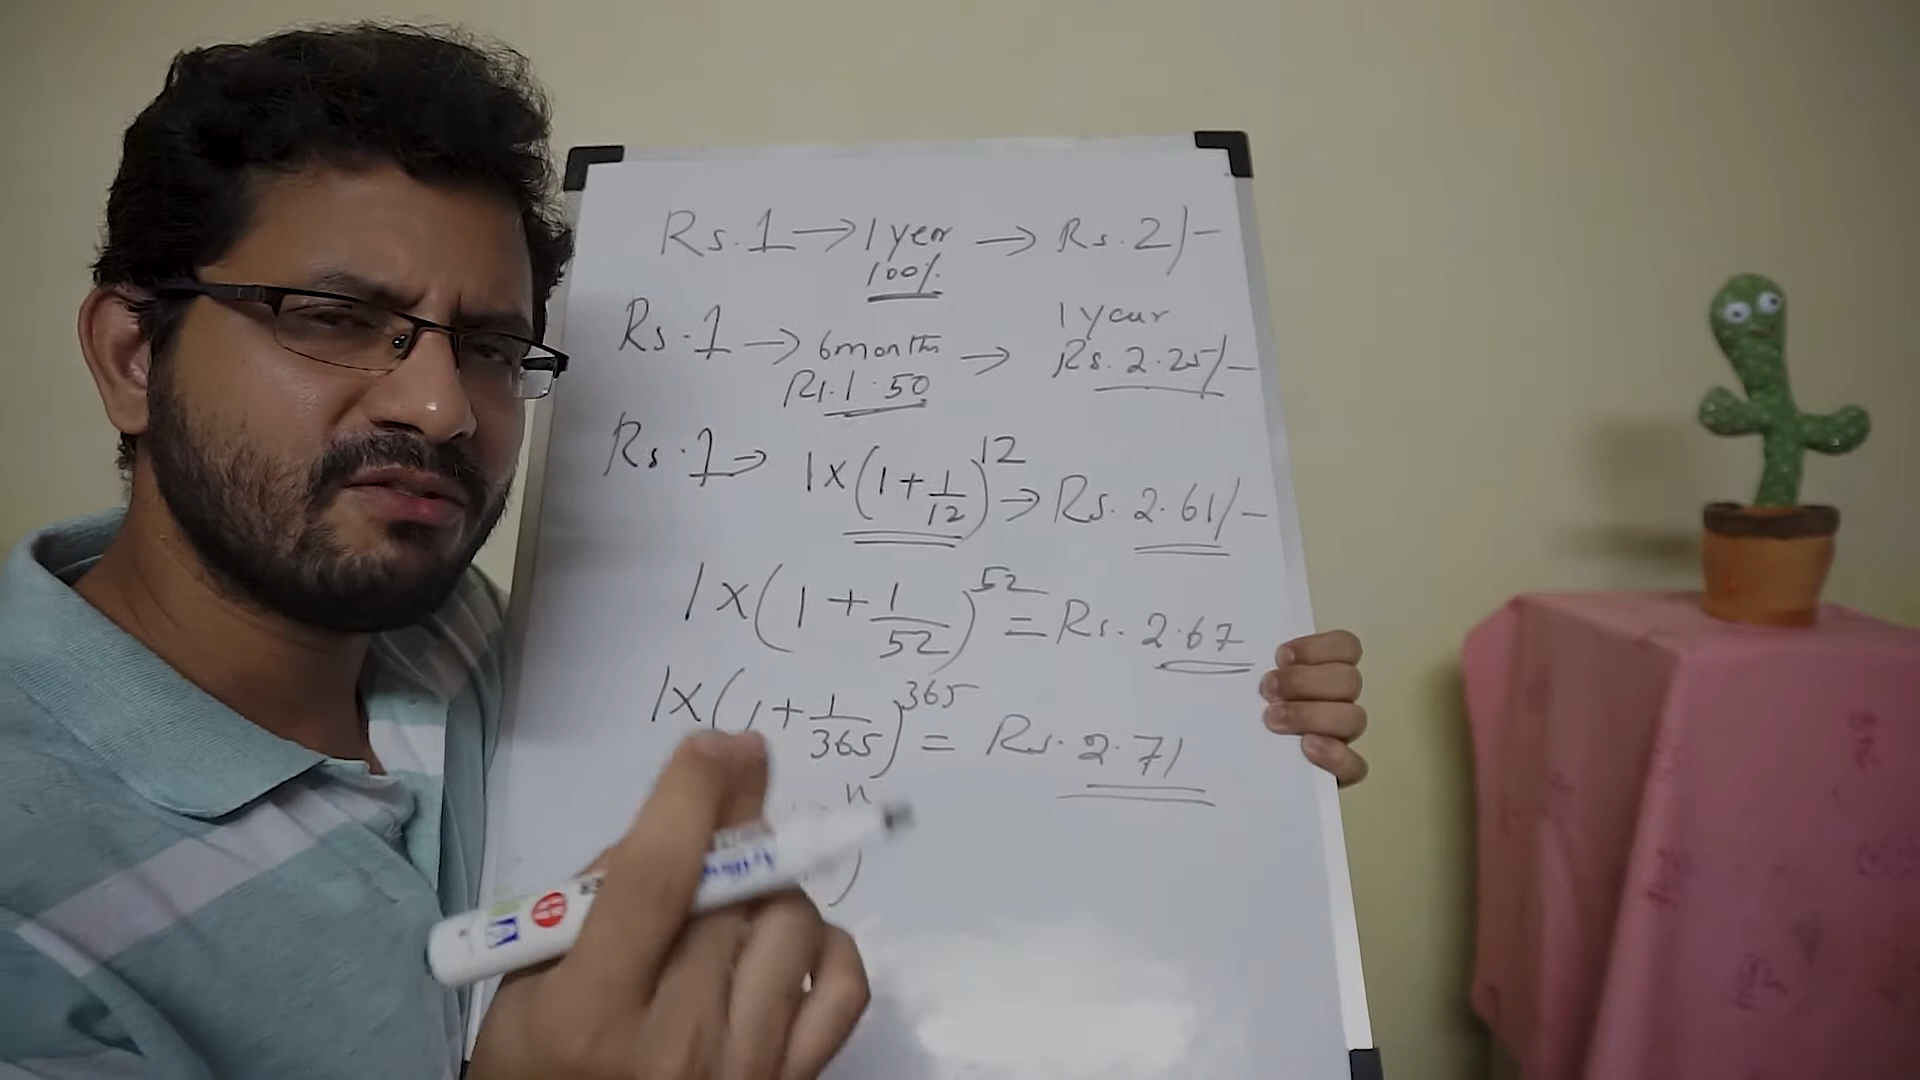 Rs. 1 → 1 year → Rs. 2/-
100%
1 year
Rs. 1 → 6 months → Rs. 2.25/-
Rs. 1.50
Rs. 1 → 1 × (1 + 1/12)^12 → Rs. 2.61/-
1 × (1 + 1/52)^52 = Rs. 2.67
1 × (1 + 1/365)^365 = Rs. 2.71
n
)